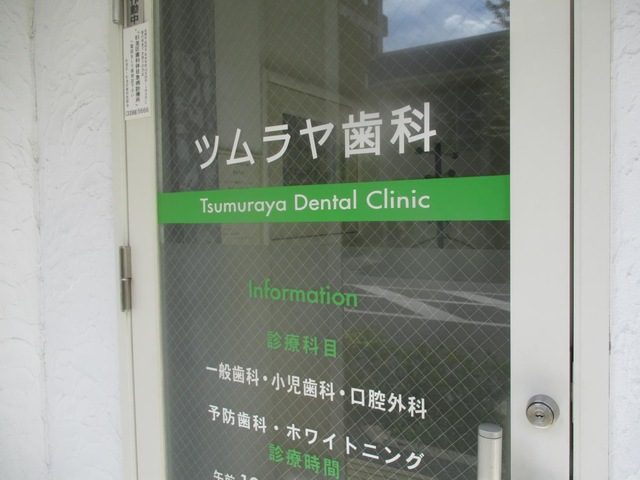 ツムラヤ歯科
Tsumuraya Dental Clinic
Information
診療科目
一般歯科・小児歯科・口腔外科
予防歯科・ホワイトニング
診療時間
午前